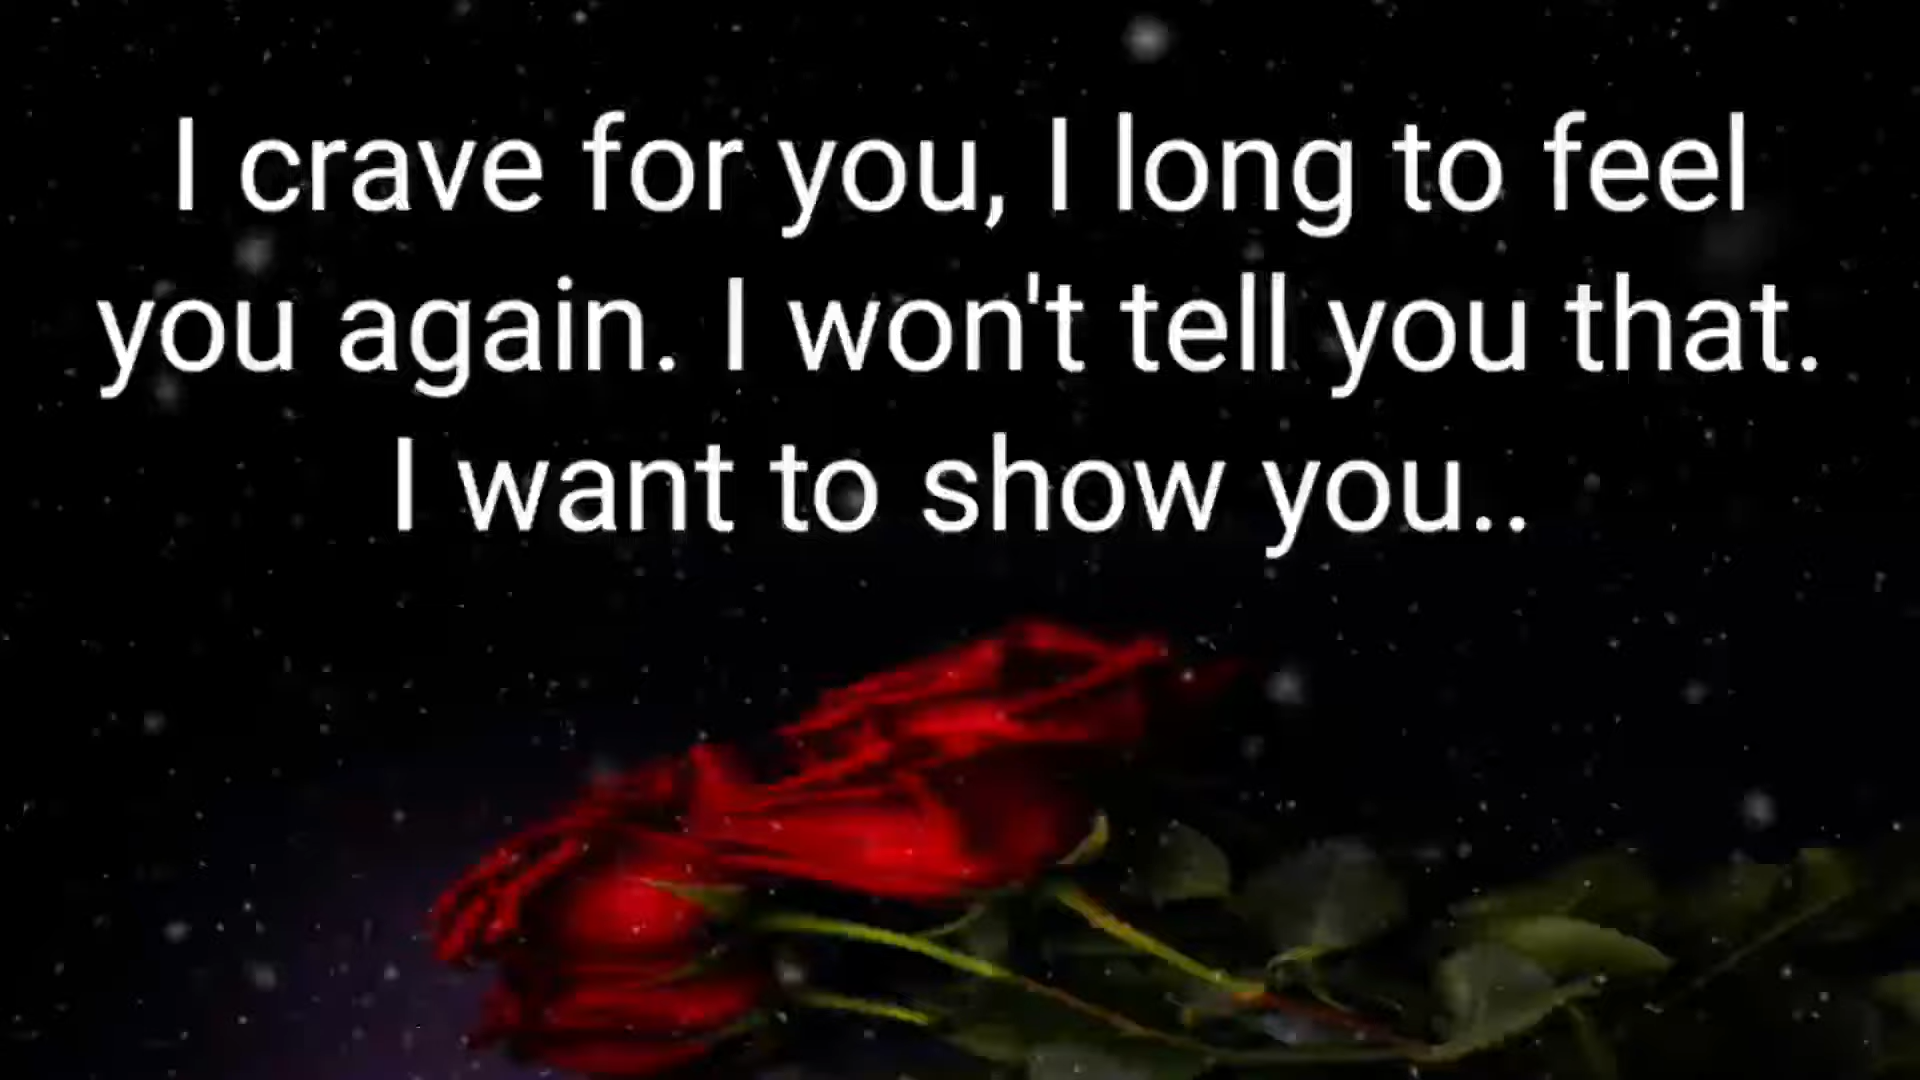 I crave for you, I long to feel
you again. I won't tell you that.
I want to show you..